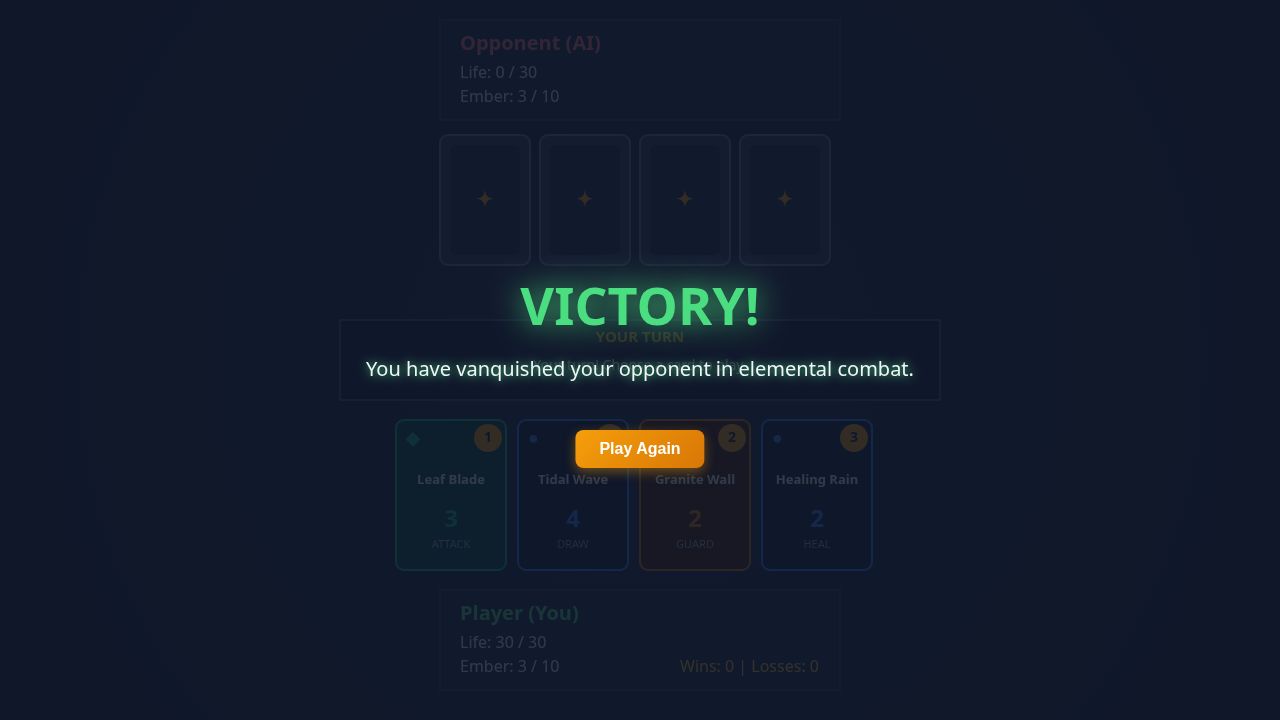 Opponent (AI)
Life: 0 / 30
Ember: 3 / 10
VICTORY!
YOUR TURN
You have vanquished your opponent in elemental combat.
Play Again
1
2
3
Leaf Blade
Tidal Wave
Granite Wall
Healing Rain
3
4
2
2
ATTACK
DRAW
GUARD
HEAL
Player (You)
Life: 30 / 30
Ember: 3 / 10
Wins: 0 | Losses: 0